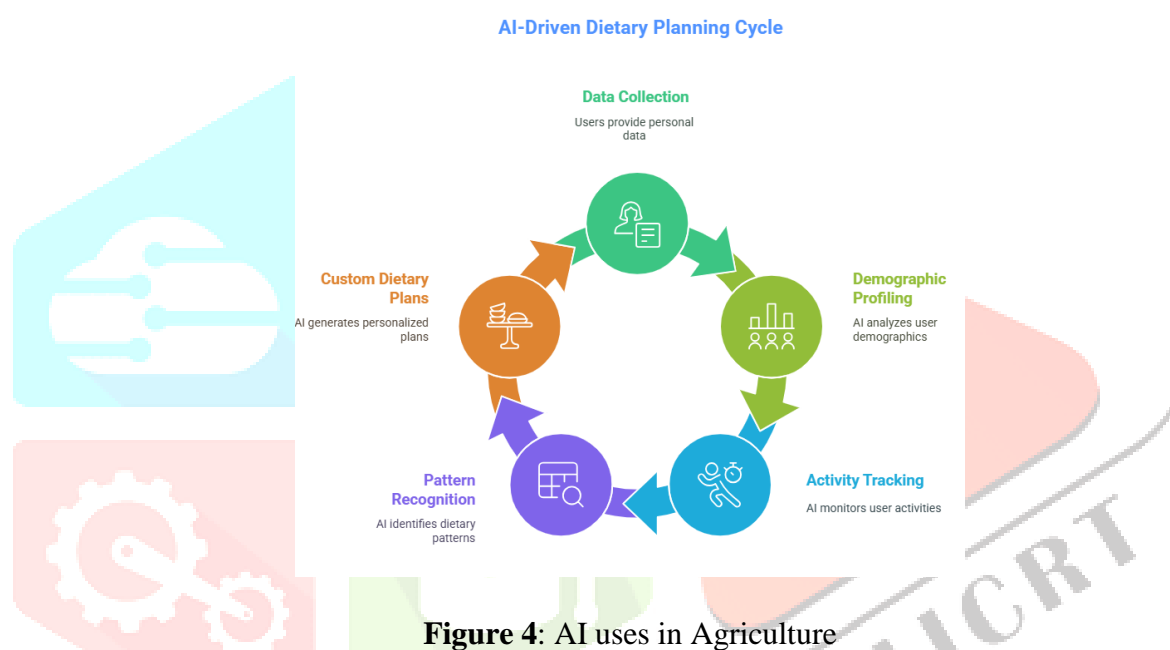 AI-Driven Dietary Planning Cycle
Data Collection
Users provide personal
data
Custom Dietary
Plans
AI generates personalized
plans
Demographic
Profiling
AI analyzes user
demographics
Pattern
Recognition
AI identifies dietary
patterns
Activity Tracking
AI monitors user activities
Figure 4: AI uses in Agriculture